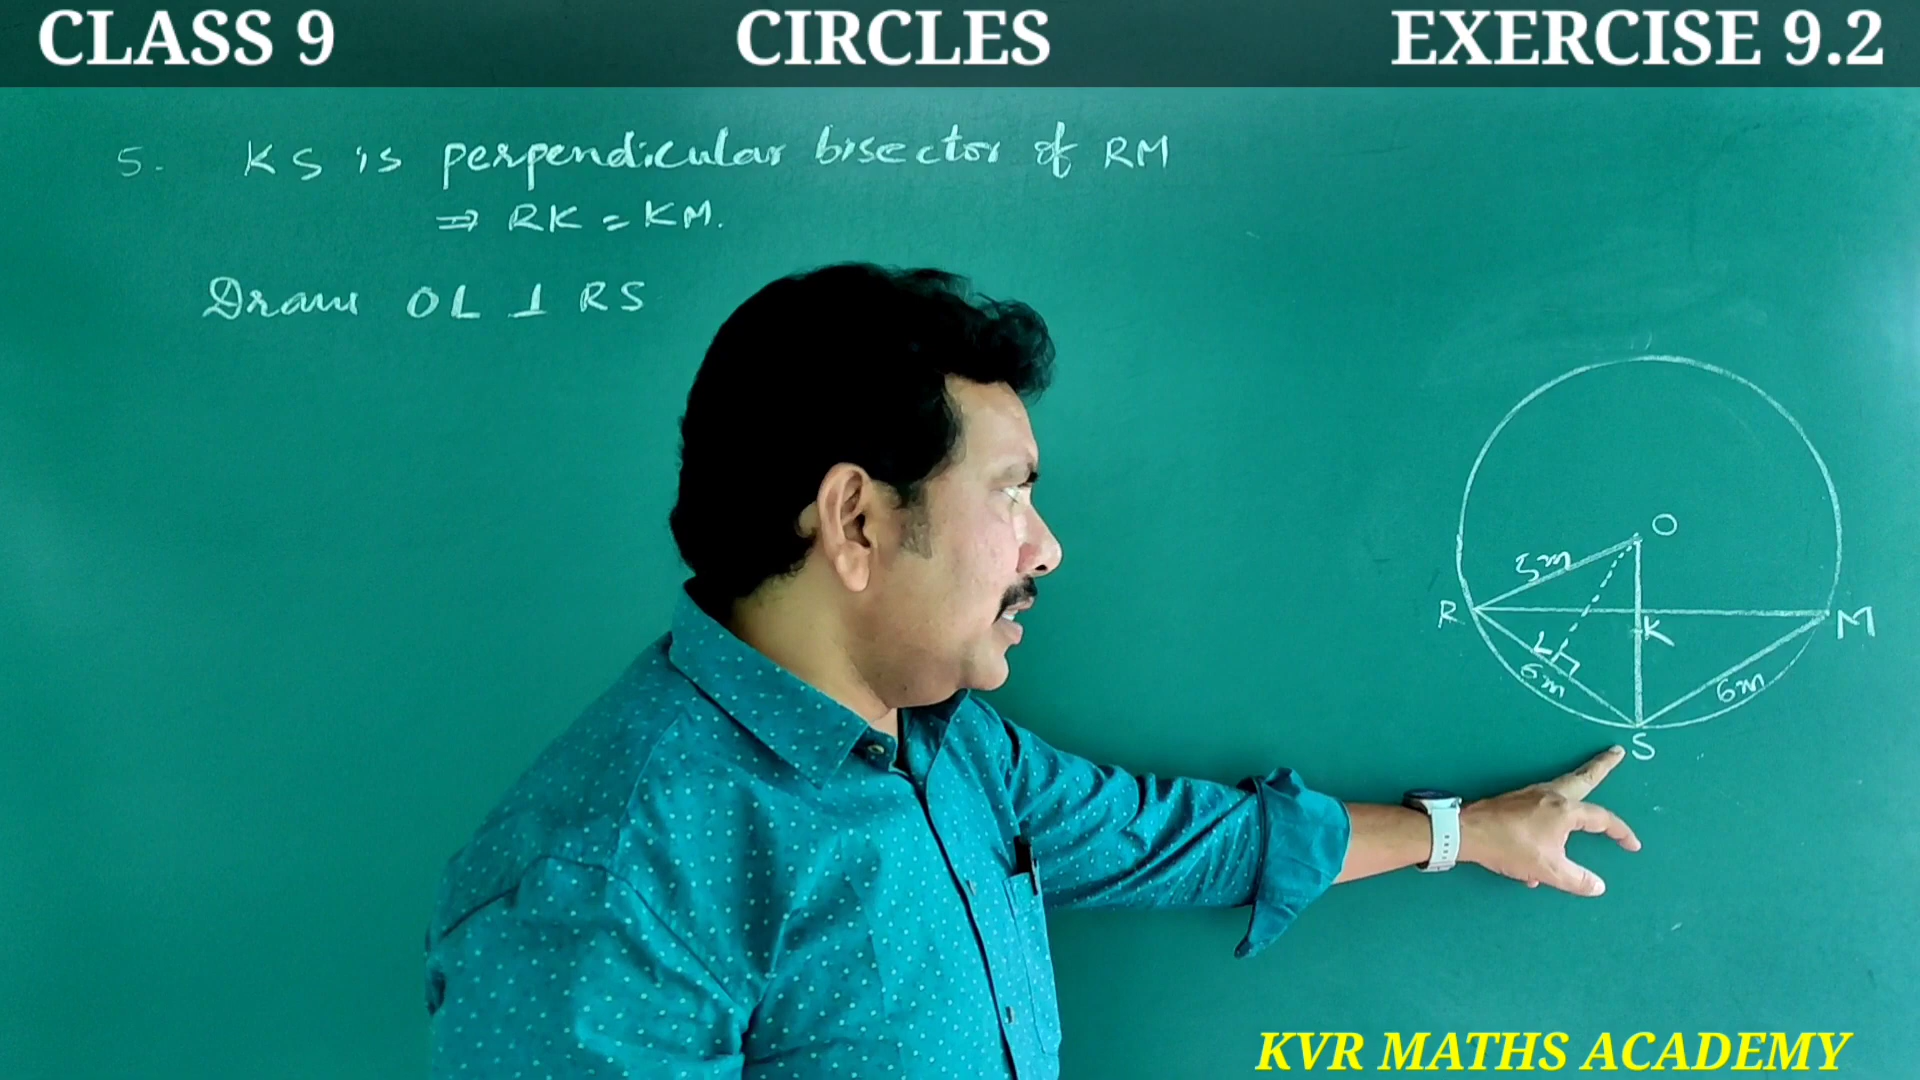 CLASS 9 CIRCLES EXERCISE 9.2
5. KS is perpendicular bisector of RM
⇒ RK = KM.
Draw OL ⊥ RS
O
5m
R
K
M
L
6m
6m
S
KVR MATHS ACADEMY